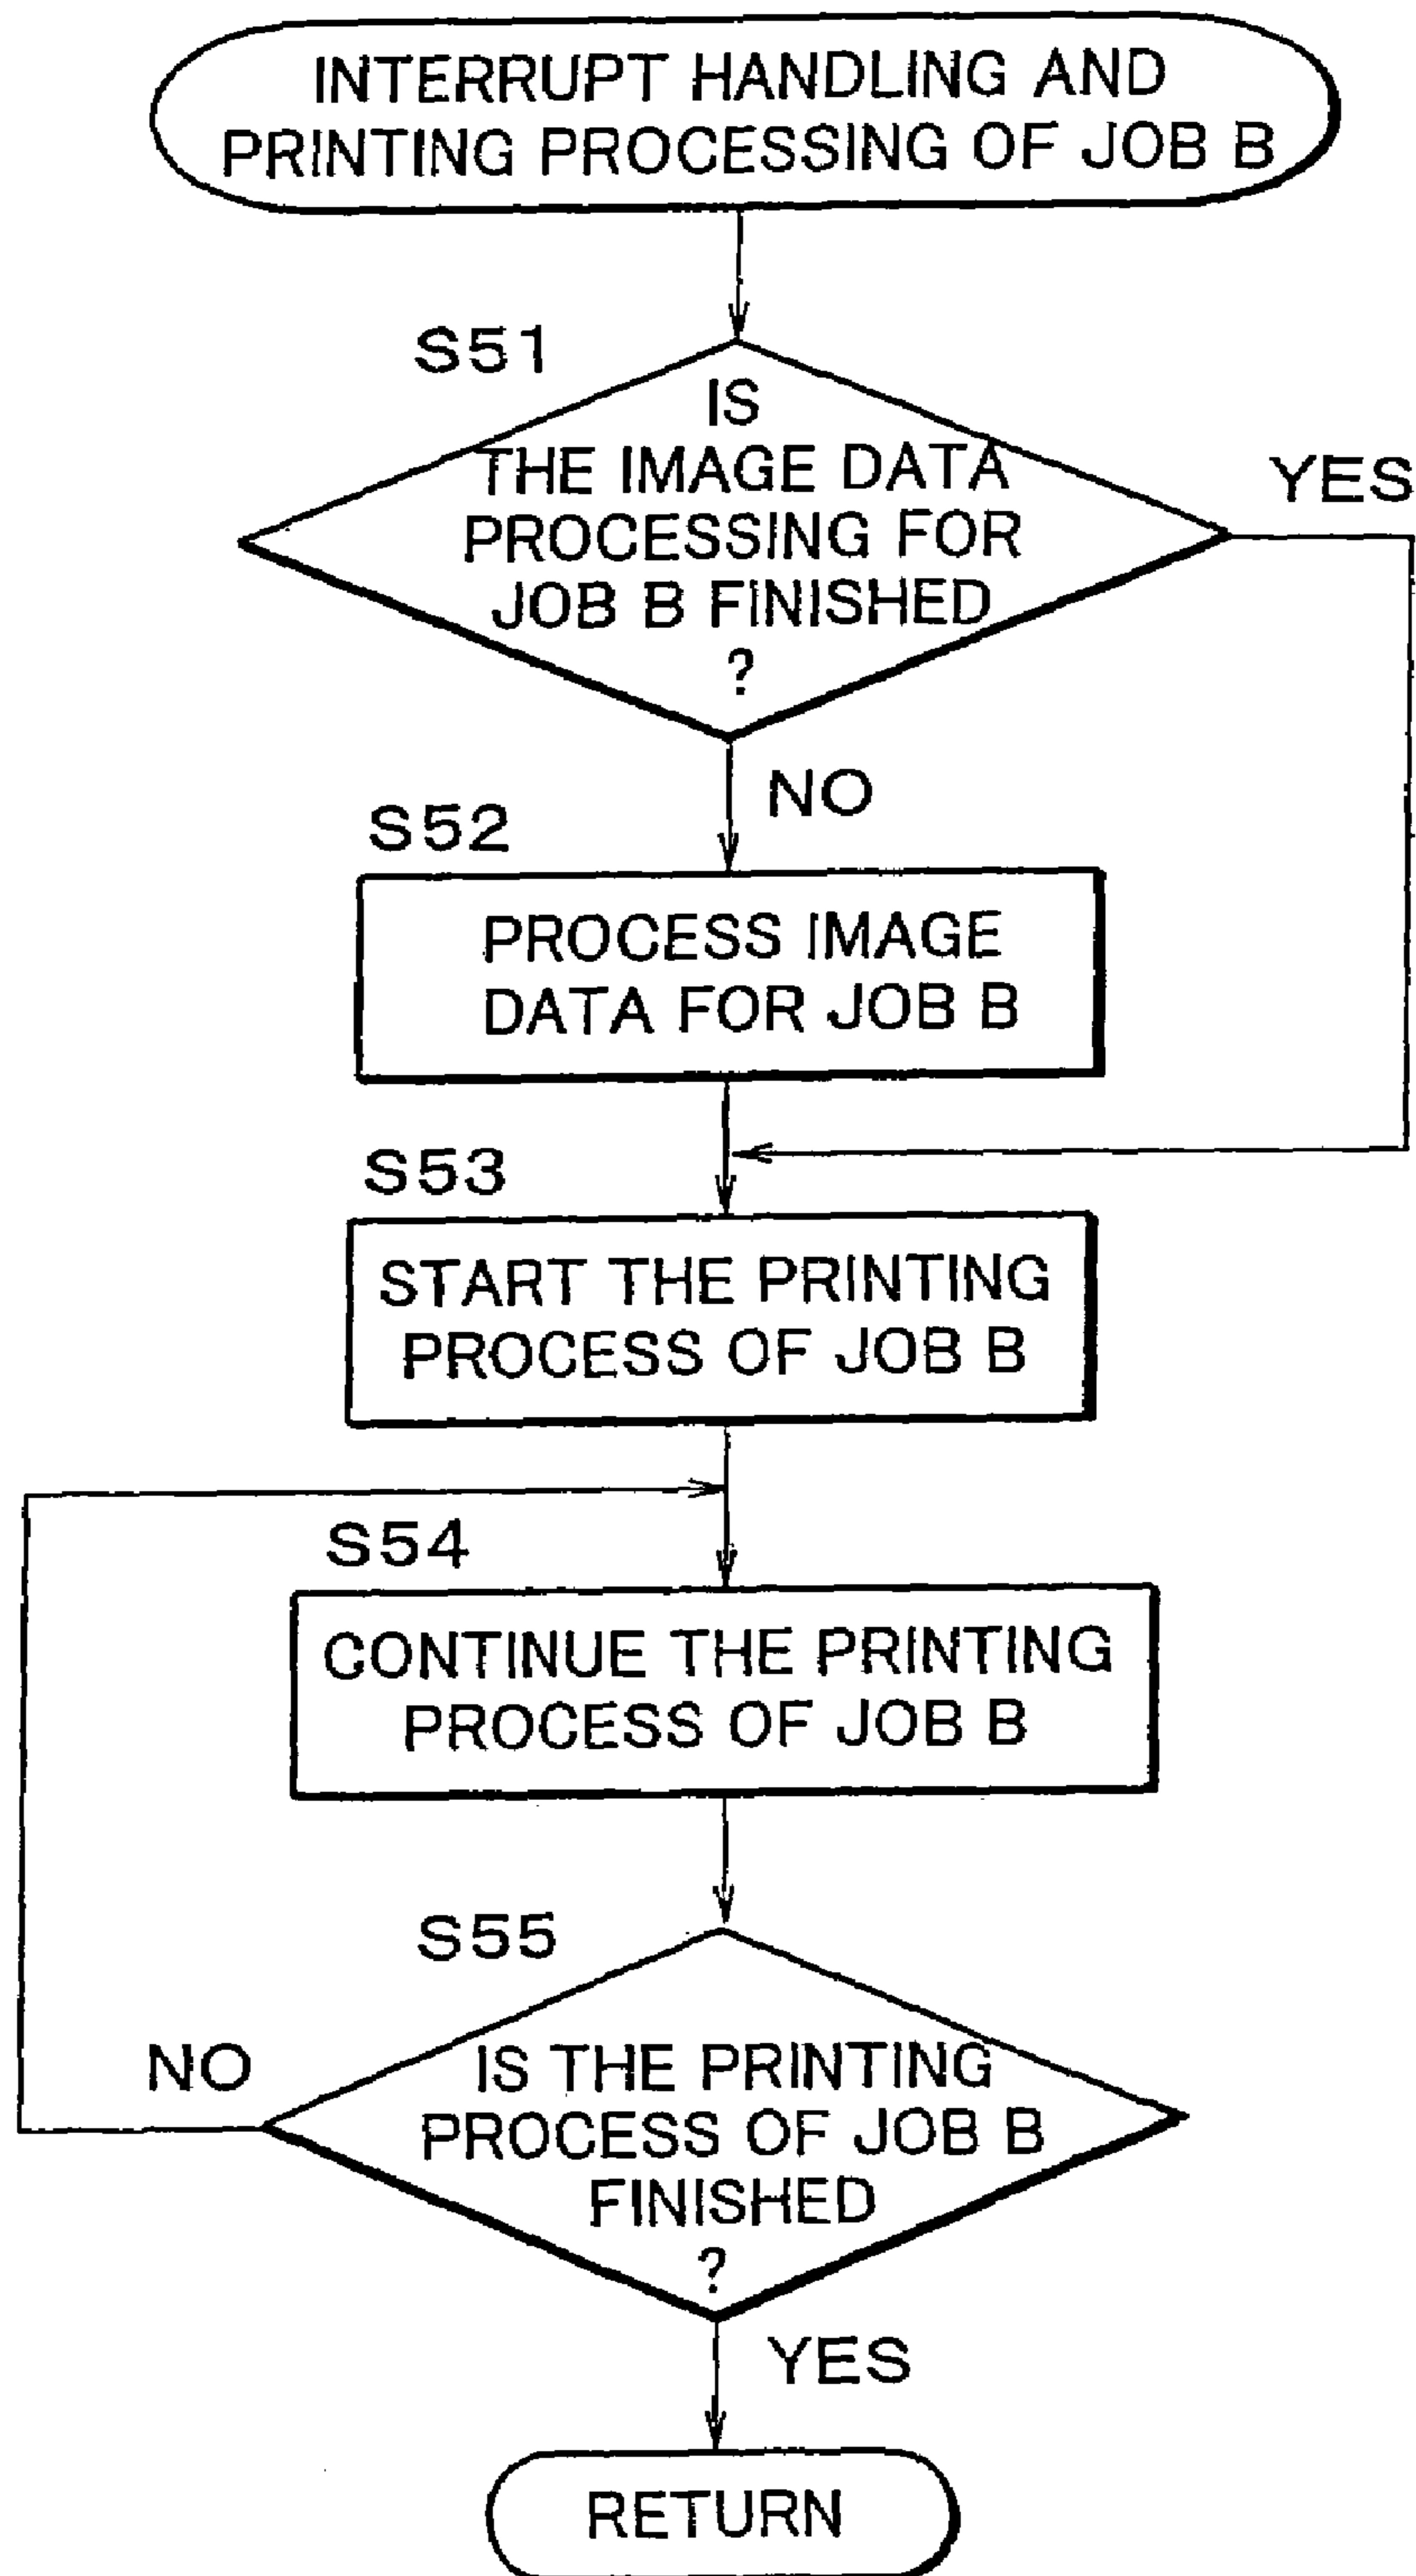 INTERRUPT HANDLING AND
PRINTING PROCESSING OF JOB B
S51
IS
THE IMAGE DATA
PROCESSING FOR
JOB B FINISHED
?
YES
NO
S52
PROCESS IMAGE
DATA FOR JOB B
S53
START THE PRINTING
PROCESS OF JOB B
S54
CONTINUE THE PRINTING
PROCESS OF JOB B
S55
NO
IS THE PRINTING
PROCESS OF JOB B
FINISHED
?
YES
RETURN